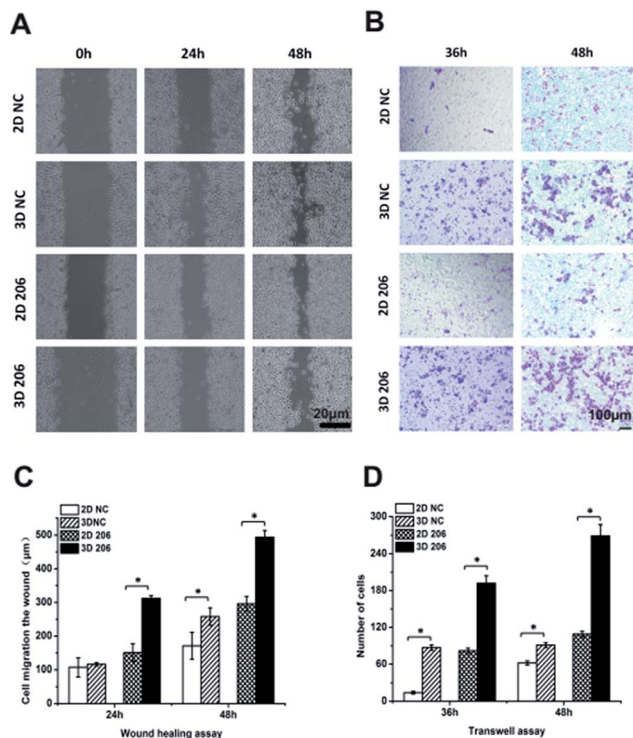 A
0h 24h 48h
2D NC
3D NC
2D 206
3D 206
20μm
B
36h 48h
2D NC
3D NC
2D 206
3D 206
100μm
C
2D NC
3DNC
2D 206
3D 206
Cell migration the wound (μm)
500
400
300
200
100
0
*
*
*
24h 48h
Wound healing assay
D
2D NC
3D NC
2D 206
3D 206
Number of cells
300
240
180
120
60
0
*
*
*
*
36h 48h
Transwell assay